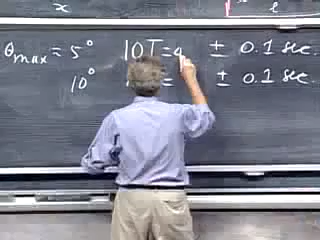 x l
θmax = 5° 10T = ± 0.1 sec.
10° = ± 0.1 sec.